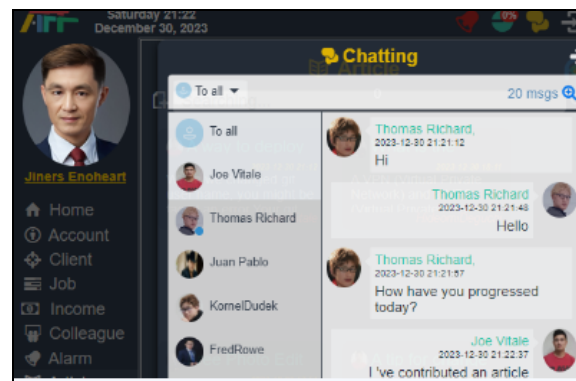 Saturday 21:22
December 30, 2023
0%
Chatting
Article
To all
20 msgs
To all
Joe Vitale
Thomas Richard
Juan Pablo
KornelDudek
FredRowe
Thomas Richard,
2023-12-30 21:21:12
Hi
Thomas Richard
2023-12-30 21:21:48
Hello
Thomas Richard,
2023-12-30 21:21:57
How have you progressed
today?
Joe Vitale
2023-12-30 21:22:37
I 've contributed an article
Jiners Enoheart
Home
Account
Client
Job
Income
Colleague
Alarm